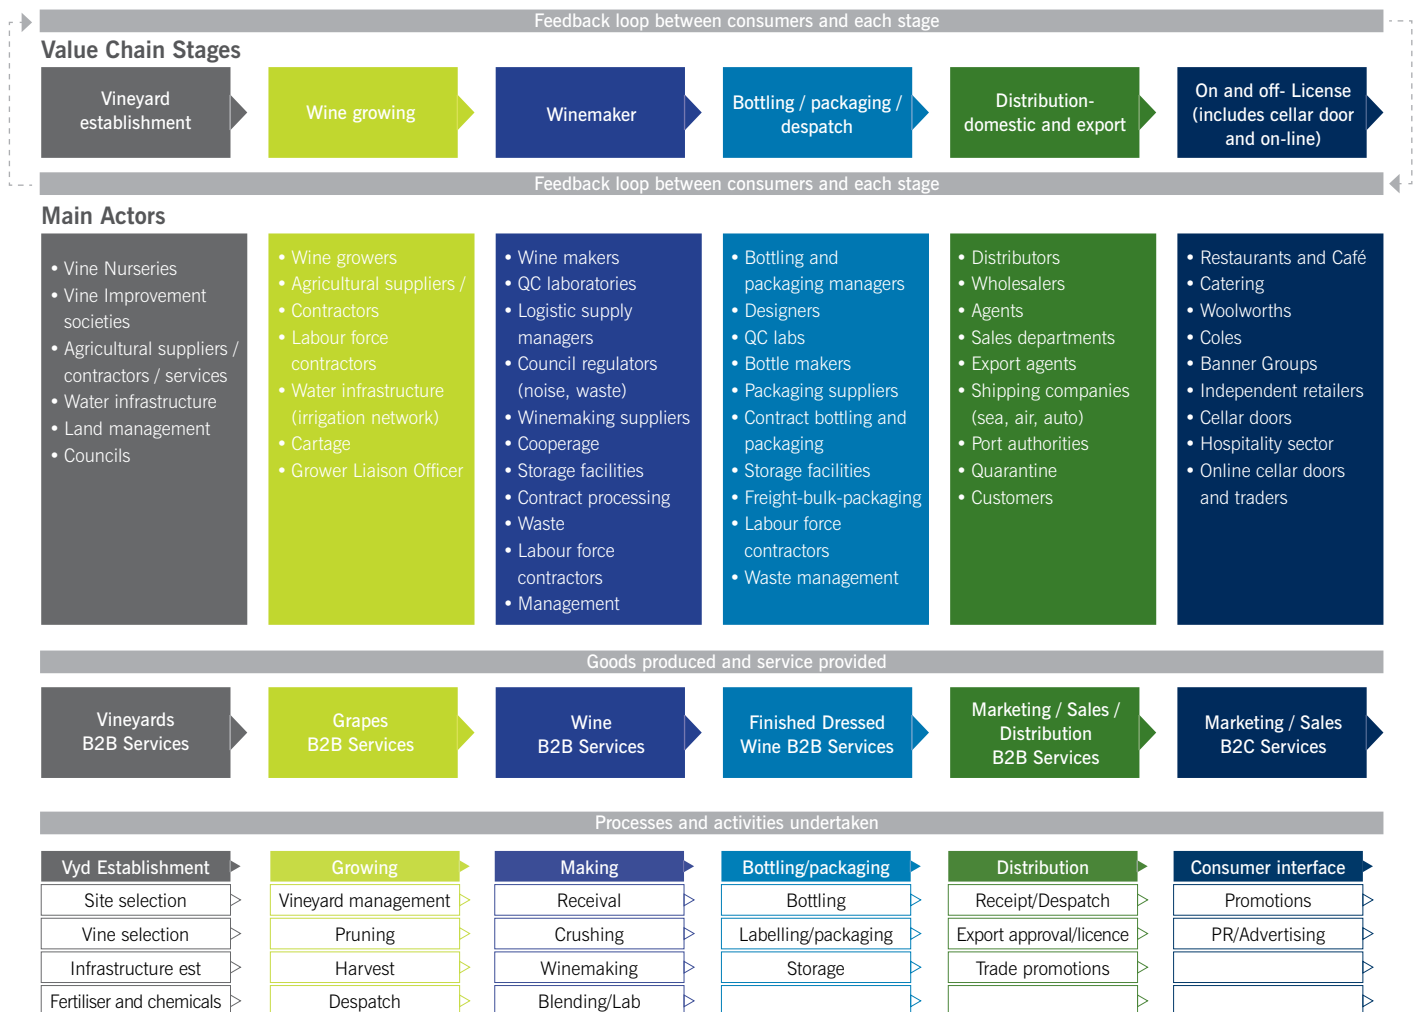 Feedback loop between consumers and each stage
Value Chain Stages
Vineyard
establishment
Wine growing
Winemaker
Bottling / packaging /
despatch
Distribution-
domestic and export
On and off- License
(includes cellar door
and on-line)
Feedback loop between consumers and each stage
Main Actors
• Vine Nurseries
• Vine Improvement
societies
• Agricultural suppliers /
contractors / services
• Water infrastructure
• Land management
• Councils
• Wine growers
• Agricultural suppliers /
• Contractors
• Labour force
contractors
• Water infrastructure
(irrigation network)
• Cartage
• Grower Liaison Officer
• Wine makers
• QC laboratories
• Logistic supply
managers
• Council regulators
(noise, waste)
• Winemaking suppliers
• Cooperage
• Storage facilities
• Contract processing
• Waste
• Labour force
contractors
• Management
• Bottling and
packaging managers
• Designers
• QC labs
• Bottle makers
• Packaging suppliers
• Contract bottling and
packaging
• Storage facilities
• Freight-bulk-packaging
• Labour force
contractors
• Waste management
• Distributors
• Wholesalers
• Agents
• Sales departments
• Export agents
• Shipping companies
(sea, air, auto)
• Port authorities
• Quarantine
• Customers
• Restaurants and Café
• Catering
• Woolworths
• Coles
• Banner Groups
• Independent retailers
• Cellar doors
• Hospitality sector
• Online cellar doors
and traders
Goods produced and service provided
Vineyards
B2B Services
Grapes
B2B Services
Wine
B2B Services
Finished Dressed
Wine B2B Services
Marketing / Sales /
Distribution
B2B Services
Marketing / Sales
B2C Services
Processes and activities undertaken
Vyd Establishment
Site selection
Vine selection
Infrastructure est
Fertiliser and chemicals
Growing
Vineyard management
Pruning
Harvest
Despatch
Making
Receival
Crushing
Winemaking
Blending/Lab
Bottling/packaging
Bottling
Labelling/packaging
Storage
Distribution
Receipt/Despatch
Export approval/licence
Trade promotions
Consumer interface
Promotions
PR/Advertising